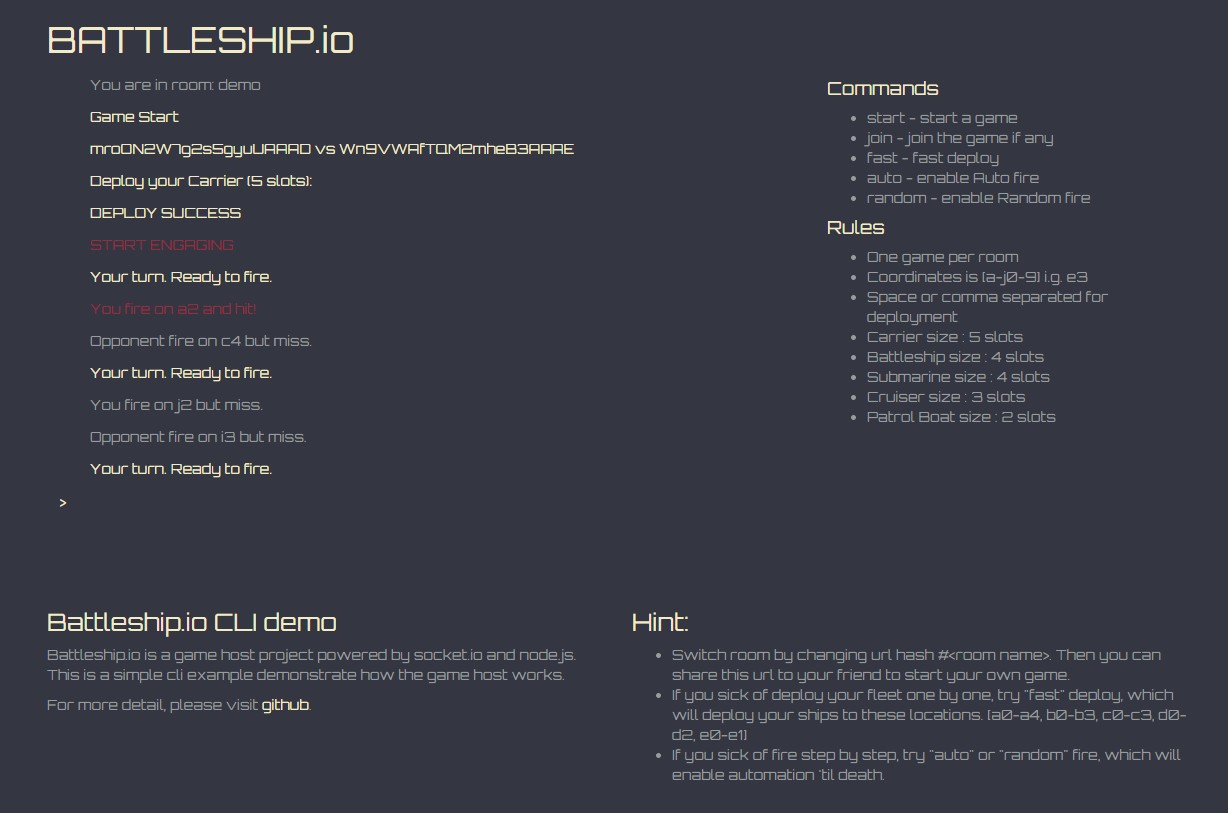 BATTLESHIP.io
You are in room: demo
Game Start
mroDN2W7g2s5gyuUAAAD vs Wn9VWAfTQM2mheB3AAAE
Deploy your Carrier (5 slots):
DEPLOY SUCCESS
START ENGAGING
Your turn. Ready to fire.
You fire on a2 and hit!
Opponent fire on c4 but miss.
Your turn. Ready to fire.
You fire on j2 but miss.
Opponent fire on i3 but miss.
Your turn. Ready to fire.
>
Commands
start - start a game
join - join the game if any
fast - fast deploy
auto - enable Auto fire
random - enable Random fire
Rules
One game per room
Coordinates is [a-j0-9] i.g. e3
Space or comma separated for
deployment
Carrier size : 5 slots
Battleship size : 4 slots
Submarine size : 4 slots
Cruiser size : 3 slots
Patrol Boat size : 2 slots
Battleship.io CLI demo
Battleship.io is a game host project powered by socket.io and node.js.
This is a simple cli example demonstrate how the game host works.
For more detail, please visit github.
Hint:
Switch room by changing url hash #<room name>. Then you can
share this url to your friend to start your own game.
If you sick of deploy your fleet one by one, try "fast" deploy, which
will deploy your ships to these locations. [a0-a4, b0-b3, c0-c3, d0-
d2, e0-e1]
If you sick of fire step by step, try "auto" or "random" fire, which will
enable automation 'til death.